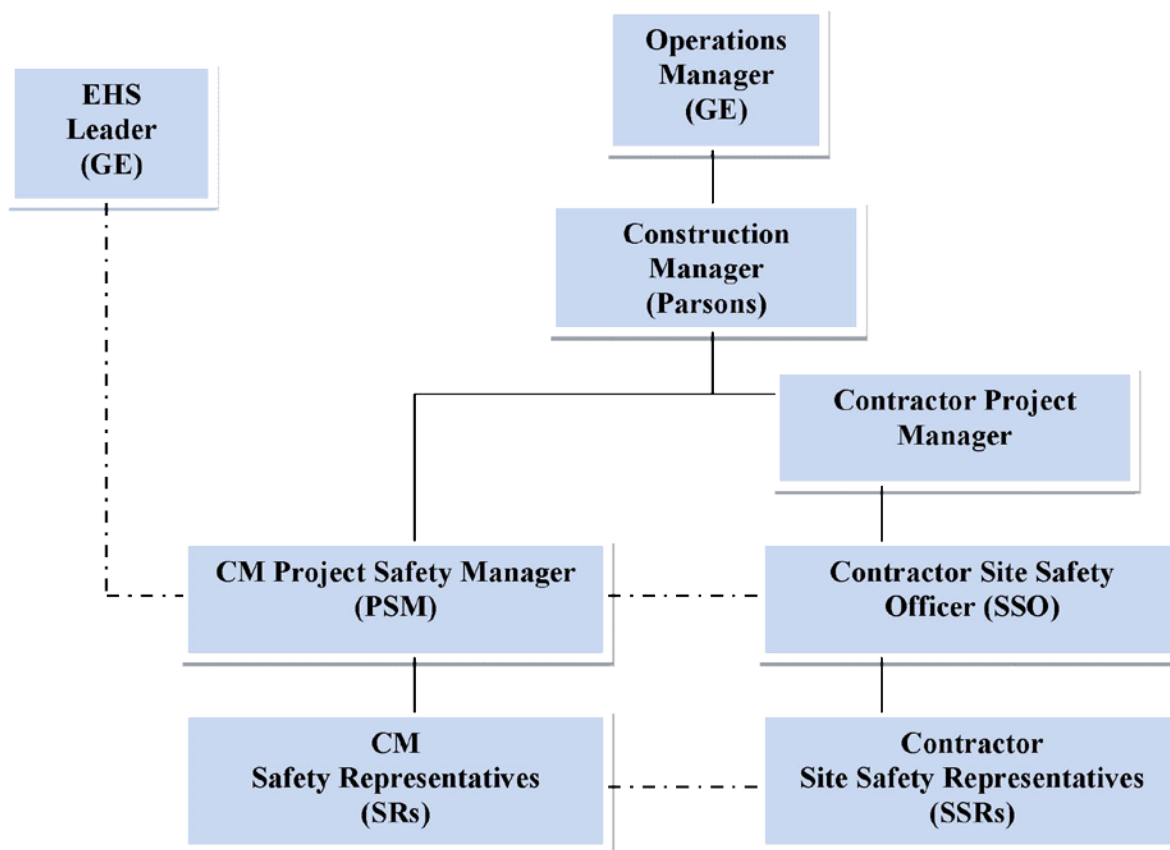 Operations
Manager
(GE)
EHS
Leader
(GE)
Construction
Manager
(Parsons)
Contractor Project
Manager
CM Project Safety Manager
(PSM)
Contractor Site Safety
Officer (SSO)
CM
Safety Representatives
(SRs)
Contractor
Site Safety Representatives
(SSRs)